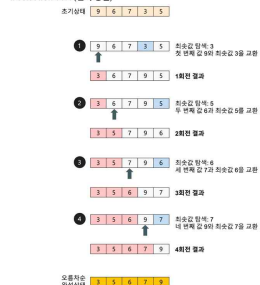 초기상태 9 6 7 3 5
1 9 6 7 3 5 최솟값 탐색: 3
첫 번째 값 9와 최솟값 3을 교환
3 6 7 9 5 1회전 결과
2 3 6 7 9 5 최솟값 탐색: 5
두 번째 값 6과 최솟값 5를 교환
3 5 7 9 6 2회전 결과
3 3 5 7 9 6 최솟값 탐색: 6
세 번째 값 7과 최솟값 6을 교환
3 5 6 9 7 3회전 결과
4 3 5 6 9 7 최솟값 탐색: 7
네 번째 값 9와 최솟값 7을 교환
3 5 6 7 9 4회전 결과
오름차순
완성상태 3 5 6 7 9